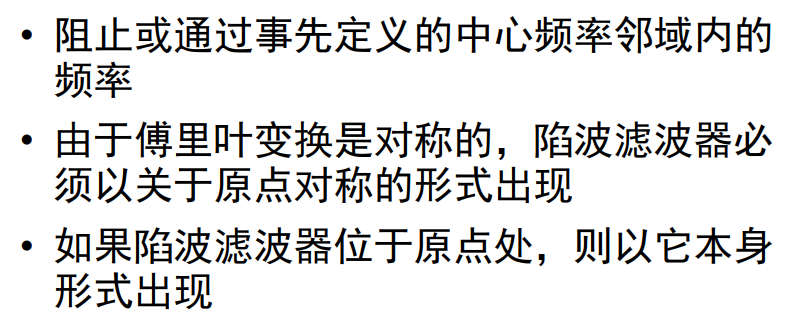 • 阻止或通过事先定义的中心频率邻域内的
频率
• 由于傅里叶变换是对称的，陷波滤波器必
须以关于原点对称的形式出现
• 如果陷波滤波器位于原点处，则以它本身
形式出现